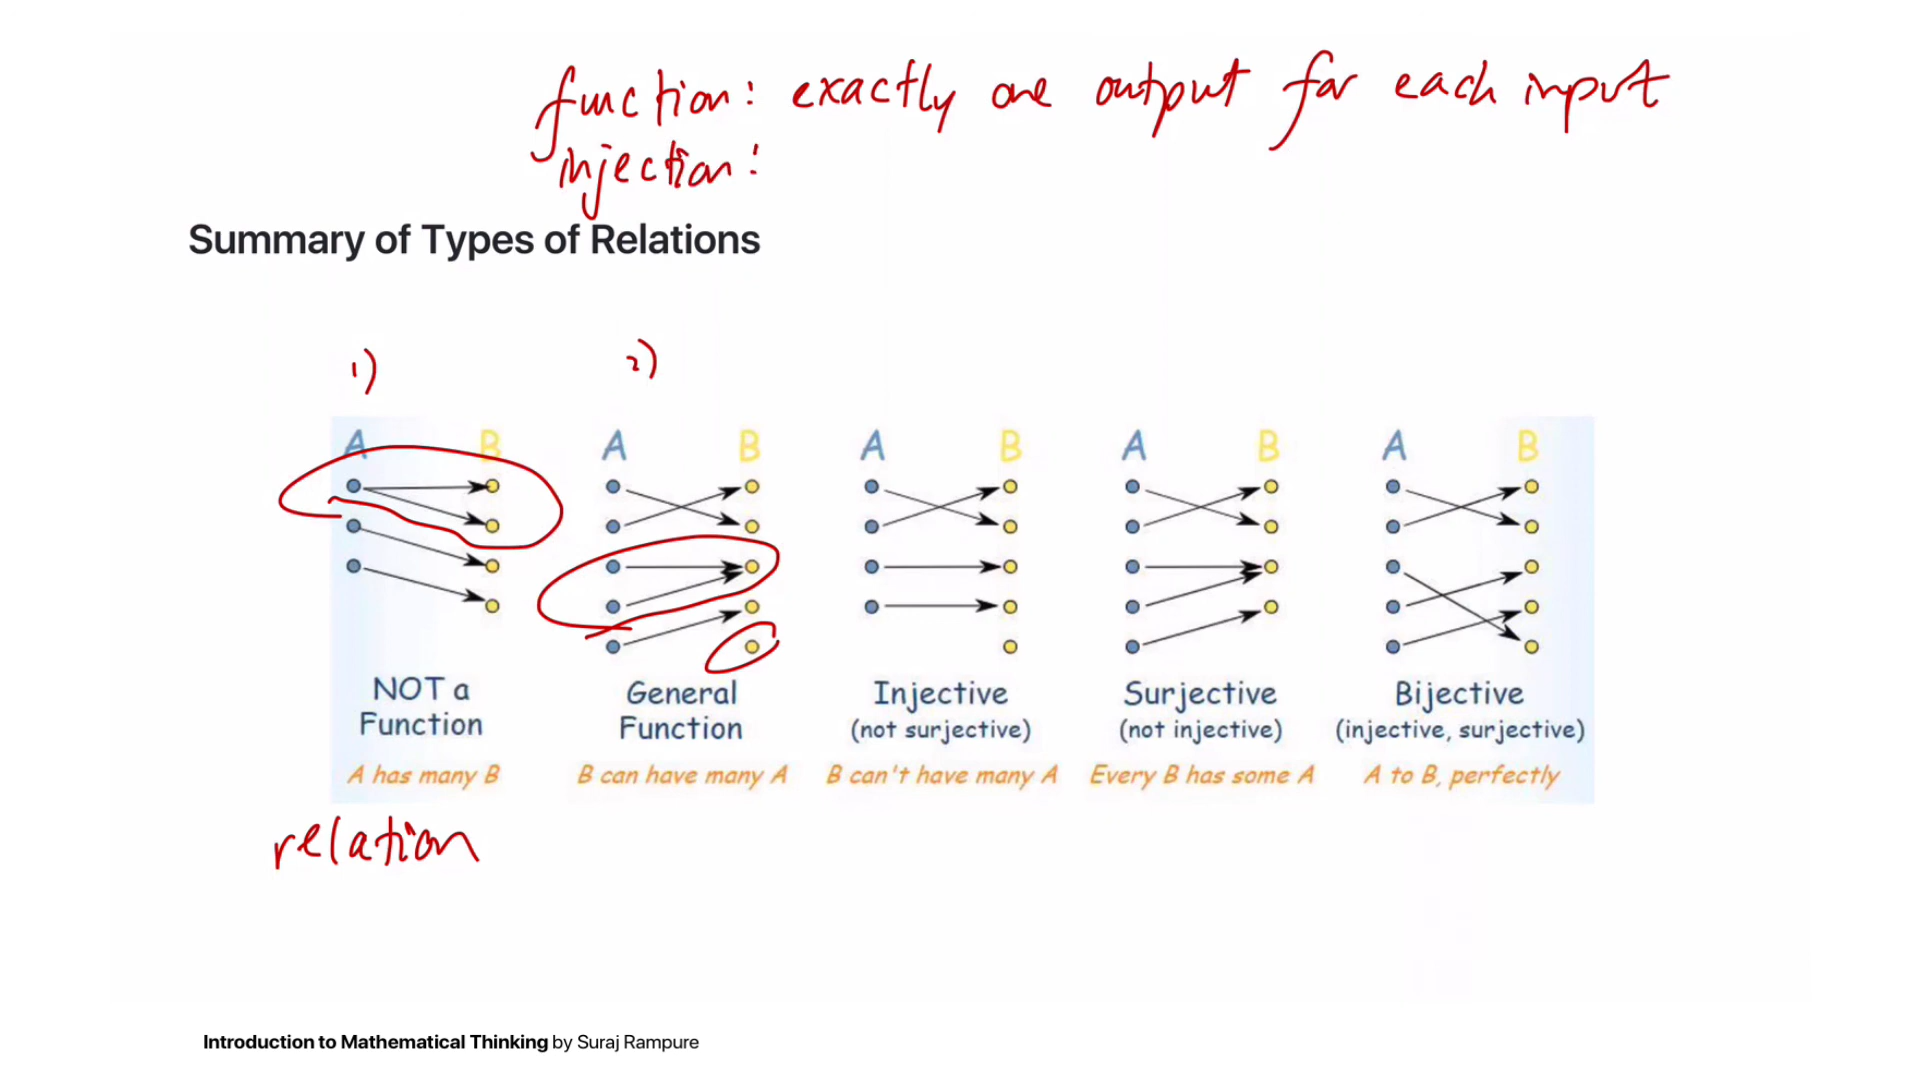 function: exactly one output for each input
injection:
Summary of Types of Relations
1) 2)
A B A B A B A B A B
NOT a Function
General Function
Injective
(not surjective)
Surjective
(not injective)
Bijective
(injective, surjective)
A has many B
B can have many A
B can't have many A
Every B has some A
A to B, perfectly
relation
Introduction to Mathematical Thinking by Suraj Rampure